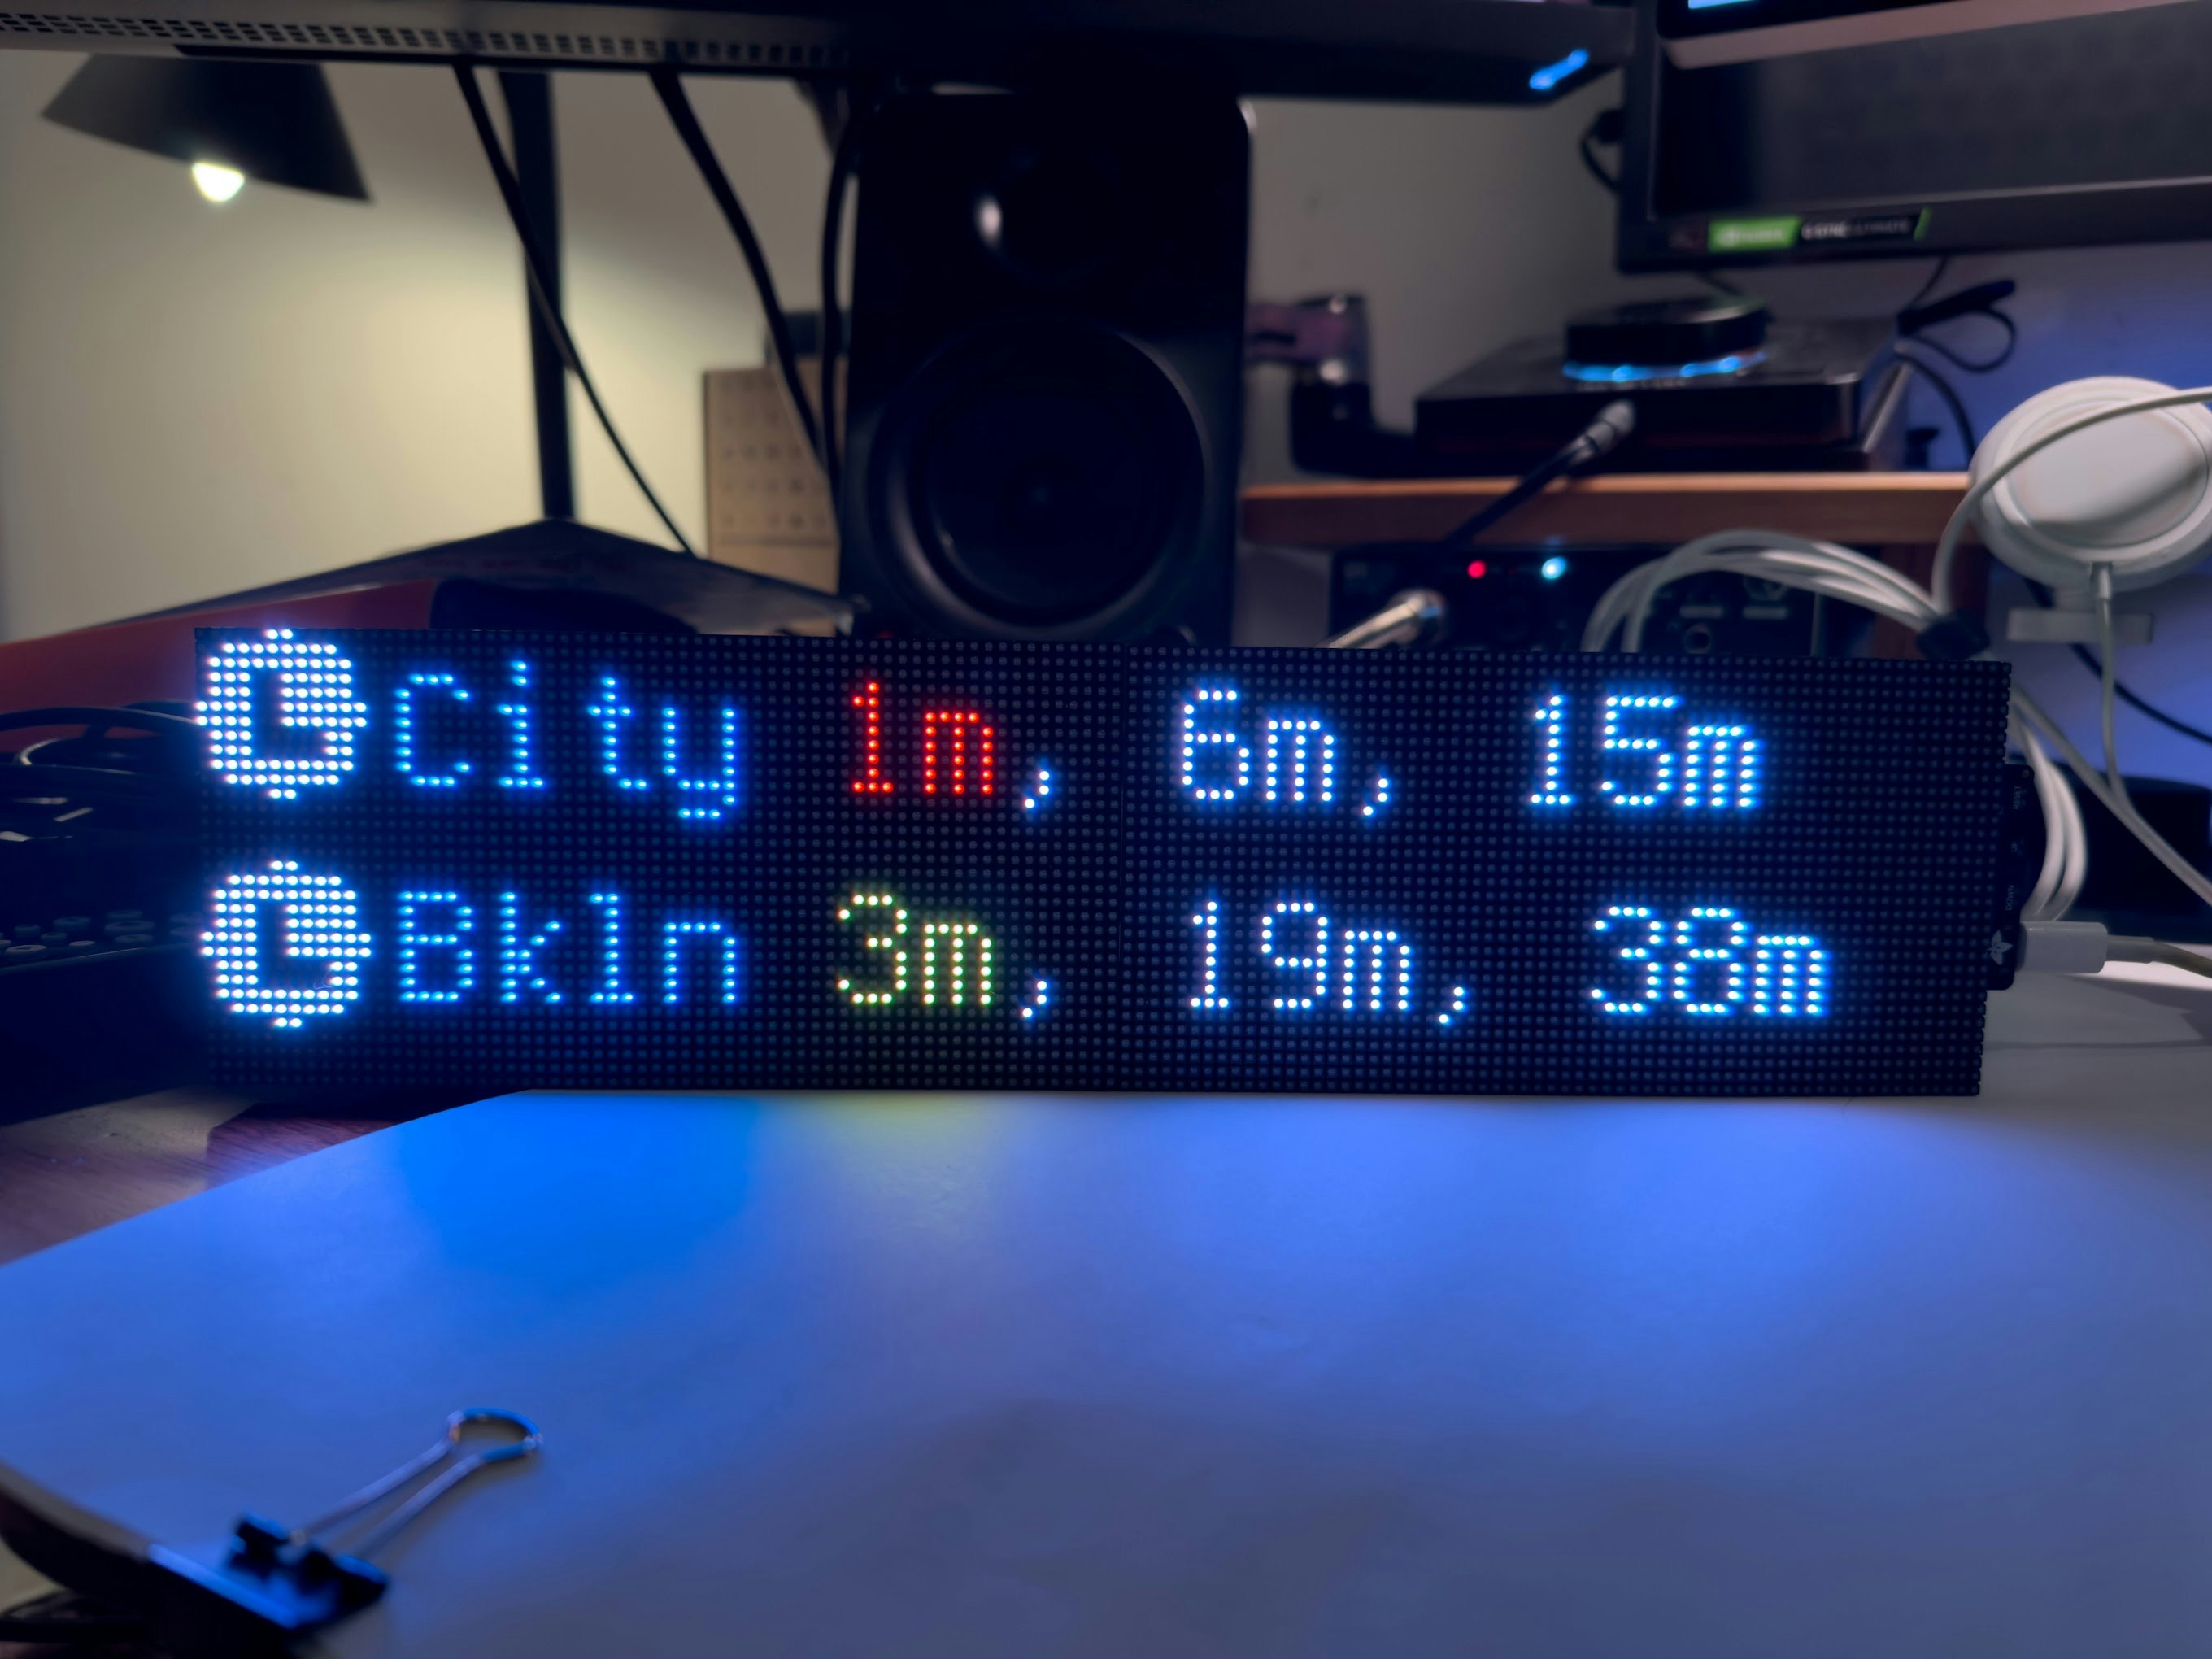 L City 1m, 6m, 15m
L Bkln 3m, 19m, 38m